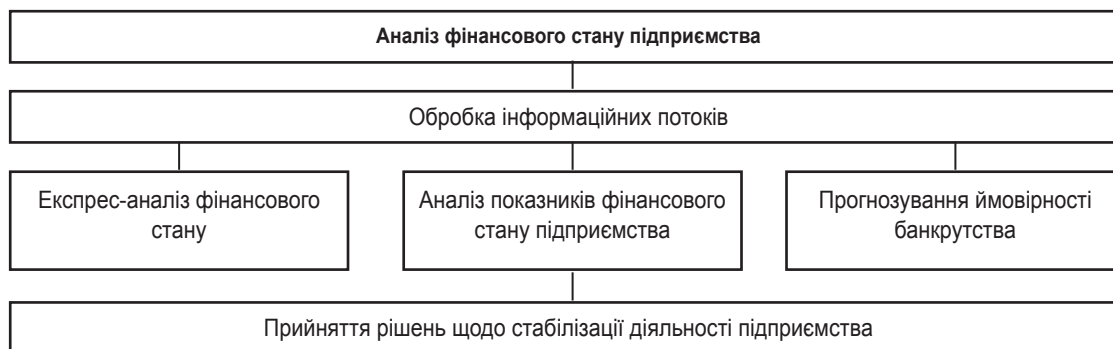 Аналіз фінансового стану підприємства
Обробка інформаційних потоків
Експрес-аналіз фінансового
стану
Аналіз показників фінансового
стану підприємства
Прогнозування ймовірності
банкрутства
Прийняття рішень щодо стабілізації діяльності підприємства